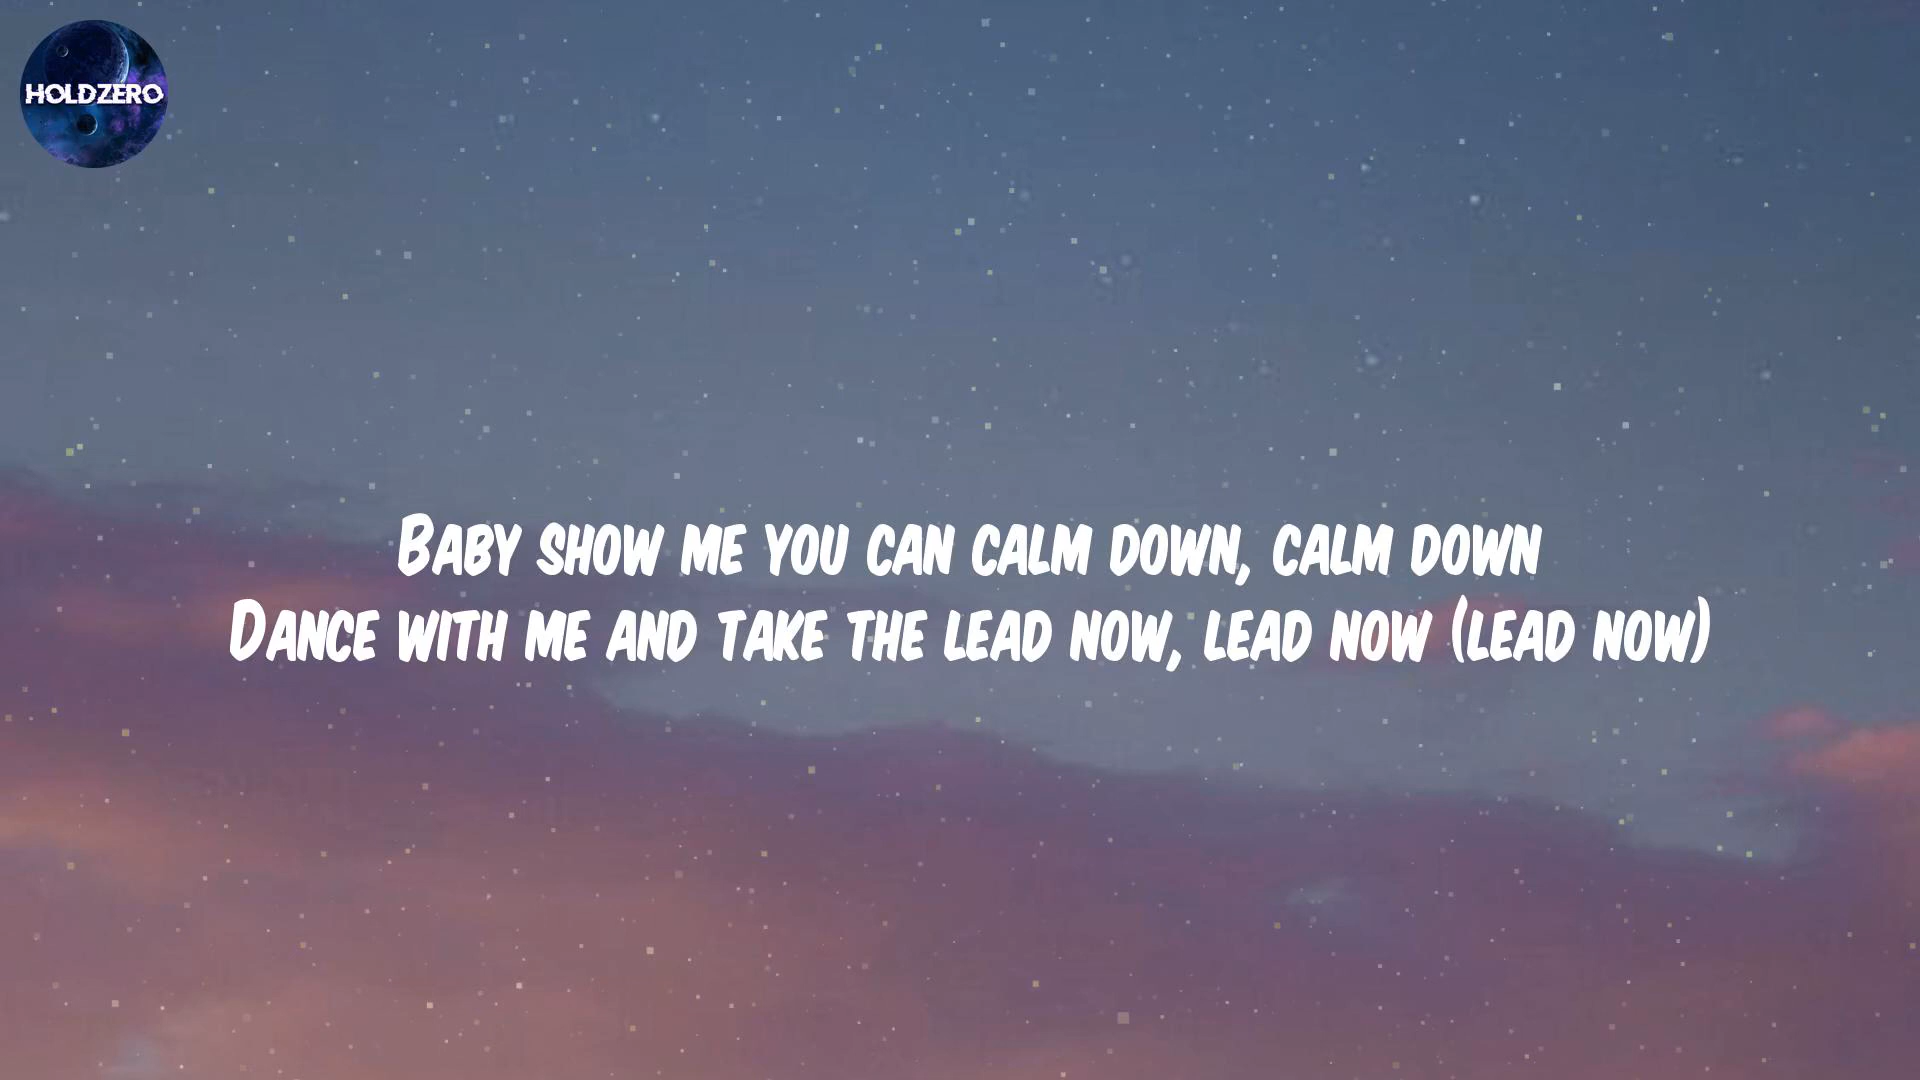 HOLDZERO
Baby show me you can calm down, calm down
Dance with me and take the lead now, lead now (lead now)